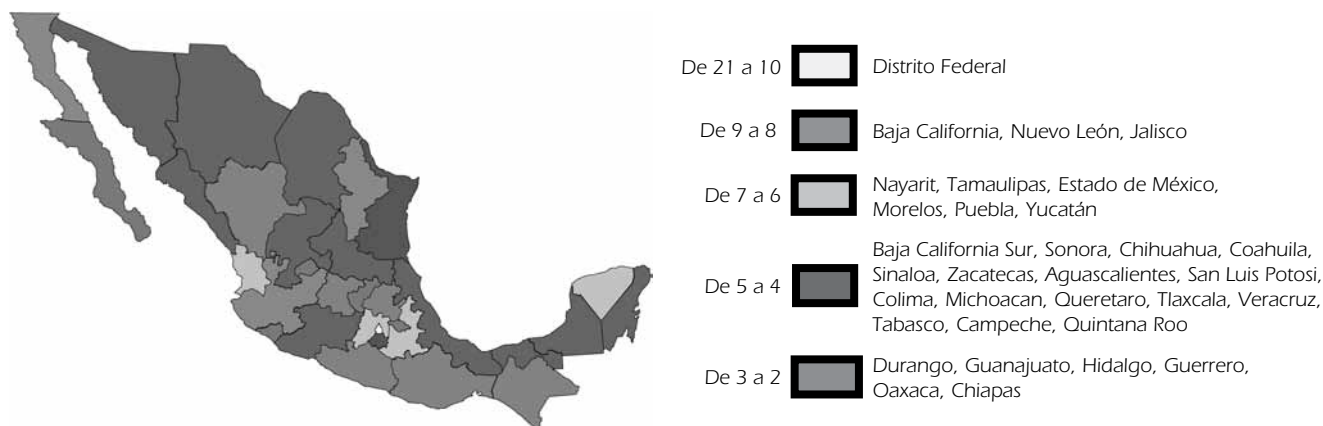 De 21 a 10
Distrito Federal
De 9 a 8
Baja California, Nuevo León, Jalisco
De 7 a 6
Nayarit, Tamaulipas, Estado de México,
Morelos, Puebla, Yucatán
De 5 a 4
Baja California Sur, Sonora, Chihuahua, Coahuila,
Sinaloa, Zacatecas, Aguascalientes, San Luis Potosi,
Colima, Michoacan, Queretaro, Tlaxcala, Veracruz,
Tabasco, Campeche, Quintana Roo
De 3 a 2
Durango, Guanajuato, Hidalgo, Guerrero,
Oaxaca, Chiapas